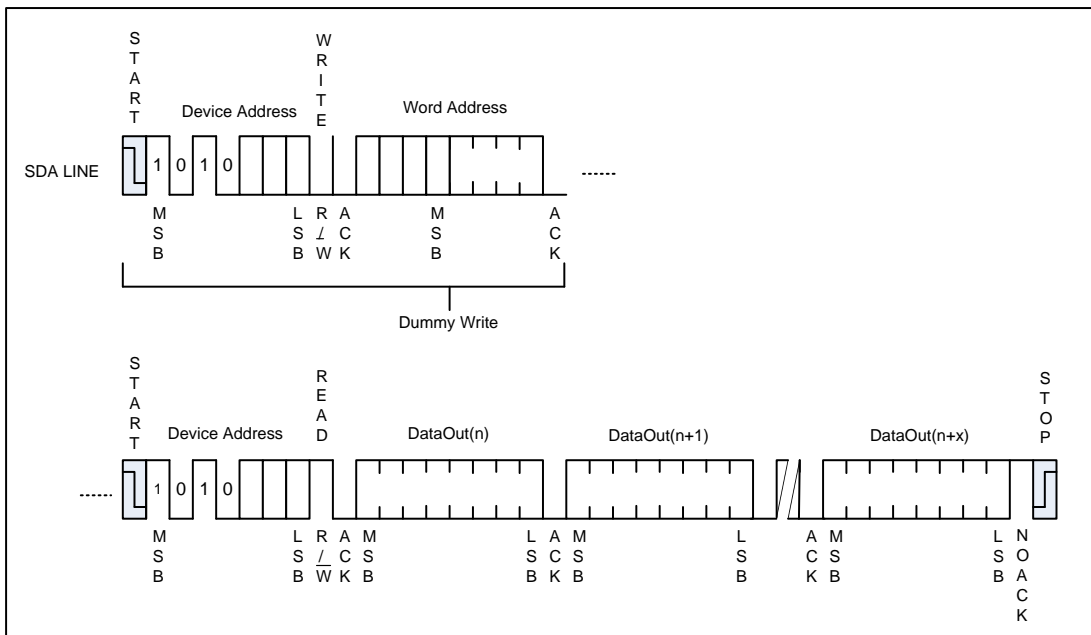 START
WRITE
Device Address
Word Address
SDA LINE
1 0 1 0
......
MSB
LSB
R/W
ACK
MSB
ACK
Dummy Write
START
READ
STOP
Device Address
DataOut(n)
DataOut(n+1)
DataOut(n+x)
......
1 0 1 0
MSB
LSB
R/W
ACK
MSB
LSB
ACK
MSB
LSB
ACK
MSB
LSB
NOACK